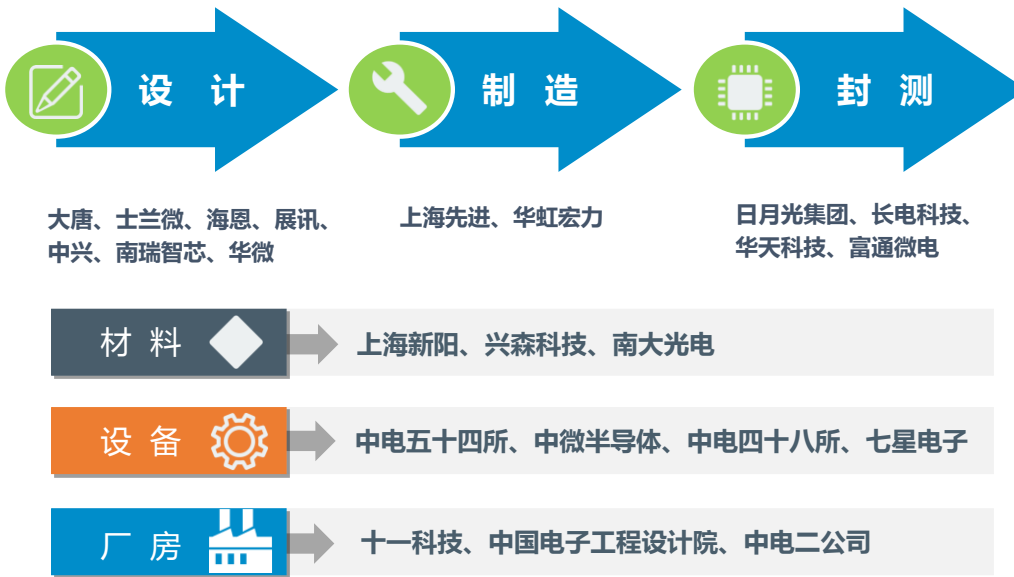 设 计
制 造
封 测
大唐、士兰微、海恩、展讯、
中兴、南瑞智芯、华微
上海先进、华虹宏力
日月光集团、长电科技、
华天科技、富通微电
材 料
上海新阳、兴森科技、南大光电
设 备
中电五十四所、中微半导体、中电四十八所、七星电子
厂 房
十一科技、中国电子工程设计院、中电二公司